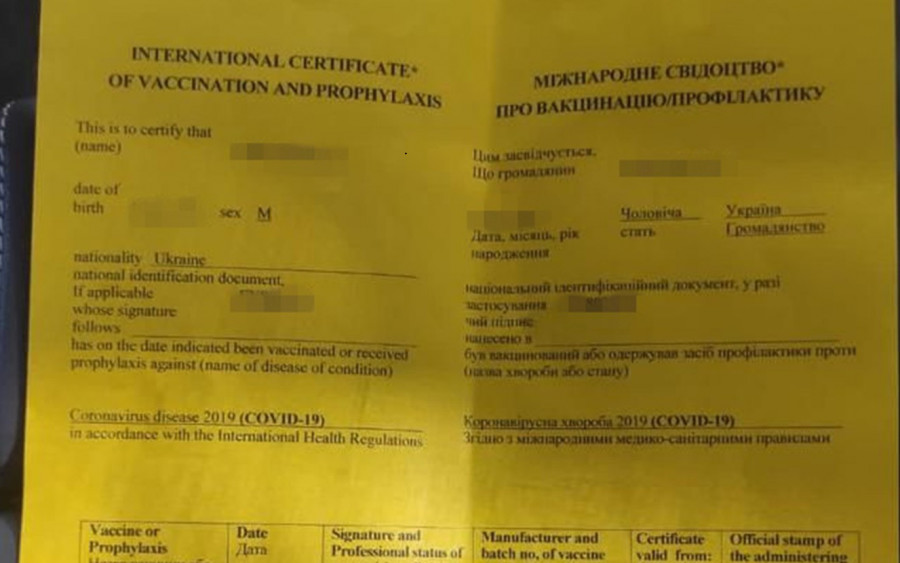 INTERNATIONAL CERTIFICATE*
OF VACCINATION AND PROPHYLAXIS
This is to certify that
(name)
date of
birth
sex M
nationality Ukraine
national identification document,
If applicable
whose signature
follows
has on the date indicated been vaccinated or received
prophylaxis against (name of disease of condition)
Coronavirus disease 2019 (COVID-19)
in accordance with the International Health Regulations
МІЖНАРОДНЕ СВІДОЦТВО*
ПРО ВАКЦИНАЦІЮ/ПРОФІЛАКТИКУ
Цим засвідчується,
Що громадянин
Чоловіча Україна
Дата, місяць, рік стать Громадянство
народження
національний ідентифікаційний документ, у разі
застосування
чий підпис
нанесено в
був вакцинований або одержував засіб профілактики проти
(назва хвороби або стану)
Коронавірусна хвороба 2019 (COVID-19)
Згідно з міжнародними медико-санітарними правилами
Vaccine or
Prophylaxis
Date
Дата
Signature and
Professional status of
Manufacturer and
batch no, of vaccine
Certificate
valid from:
Official stamp of
the administering